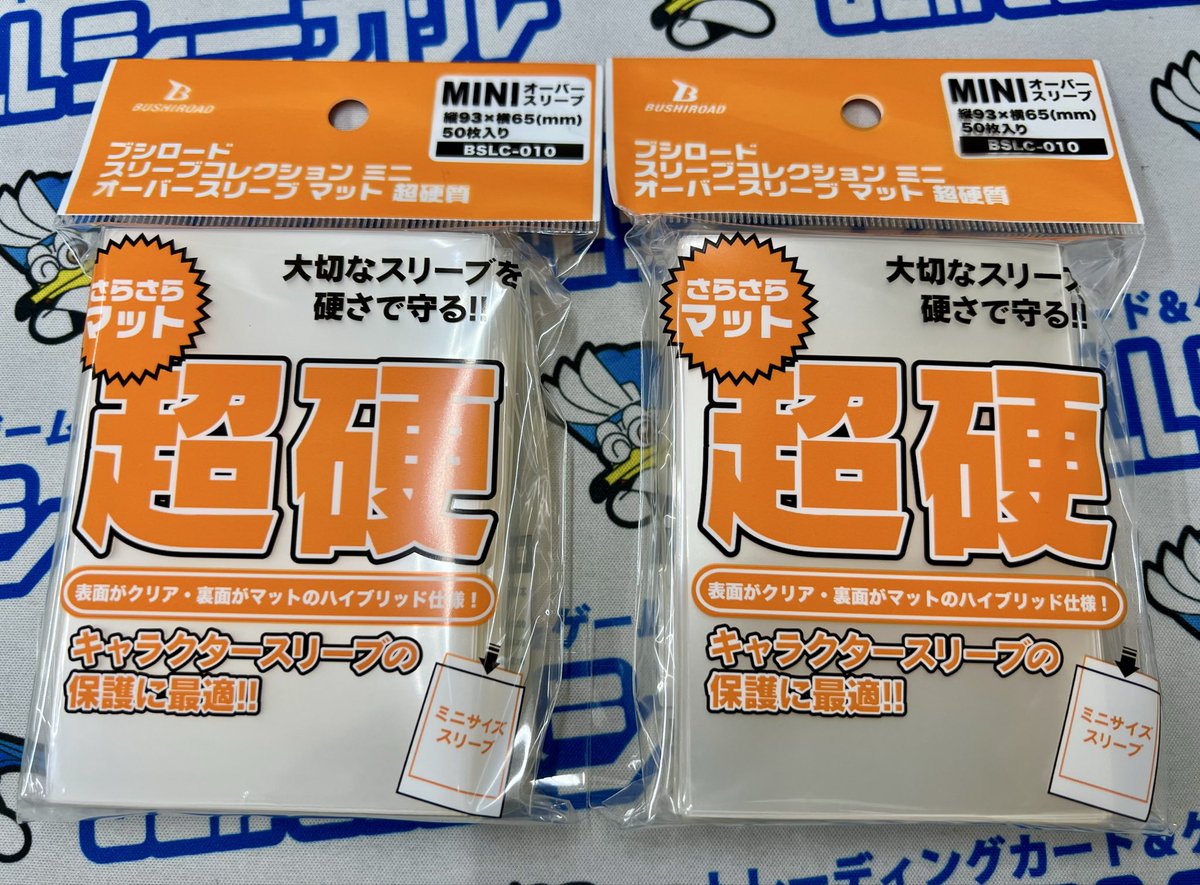 BUSHIROAD
MINI オーバースリーブ
縦93×横65(mm)
50枚入り
BSLC-010
ブシロード
スリーブコレクション ミニ
オーバースリーブ マット 超硬質
さらさら
マット
大切なスリーブを
硬さで守る!!
超硬
表面がクリア・裏面がマットのハイブリッド仕様！
キャラクタースリーブの
保護に最適!!
ミニサイズ
スリーブ
BUSHIROAD
MINI オーバースリーブ
縦93×横65(mm)
50枚入り
BSLC-010
ブシロード
スリーブコレクション ミニ
オーバースリーブ マット 超硬質
さらさら
マット
大切なスリーブ
硬さで守る!!
超硬
表面がクリア・裏面がマットのハイブリッド仕様！
キャラクタースリーブの
保護に最適!!
ミニサイズ
スリーブ
ゲーム
ゲーム
トレーディングカード&ゲ